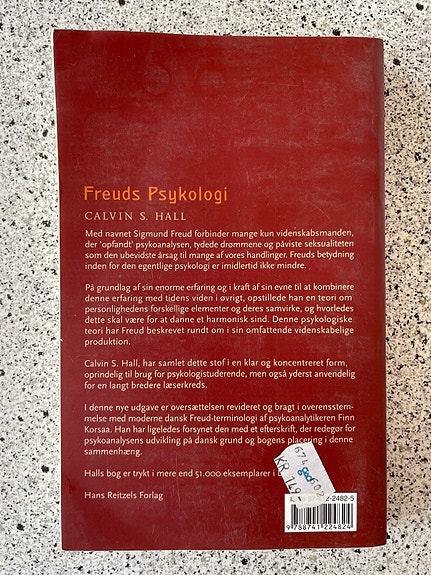 Freuds Psykologi
CALVIN S. HALL
Med navnet Sigmund Freud forbinder mange kun videnskabsmanden,
der 'opfandt' psykoanalysen, tydede drømmene og påviste seksualiteten
som den ubevidste årsag til mange af vores handlinger. Freuds betydning
inden for den egentlige psykologi er imidlertid ikke mindre.
På grundlag af sin enorme erfaring og i kraft af sin evne til at kombinere
denne erfaring med tidens viden i øvrigt, opstillede han en teori om
personlighedens forskellige elementer og deres samvirke, og hvorledes
dette skal være for at danne et harmonisk sind. Denne psykologiske
teori har Freud beskrevet rundt om i sin omfattende videnskabelige
produktion.
Calvin S. Hall, har samlet dette stof i en klar og koncentreret form,
oprindelig til brug for psykologistuderende, men også yderst anvendelig
for en langt bredere læserkreds.
I denne nye udgave er oversættelsen revideret og bragt i overensstem-
melse med moderne dansk Freud-terminologi af psykoanalytikeren Finn
Korsaa. Han har ligeledes forsynet den med et efterskrift, der redegør for
psykoanalysens udvikling på dansk grund og bogens placering i denne
sammenhæng.
Halls bog er trykt i mere end 51.000 eksemplarer i
Hans Reitzels Forlag
KR
2-2482-5
9 788741 224824